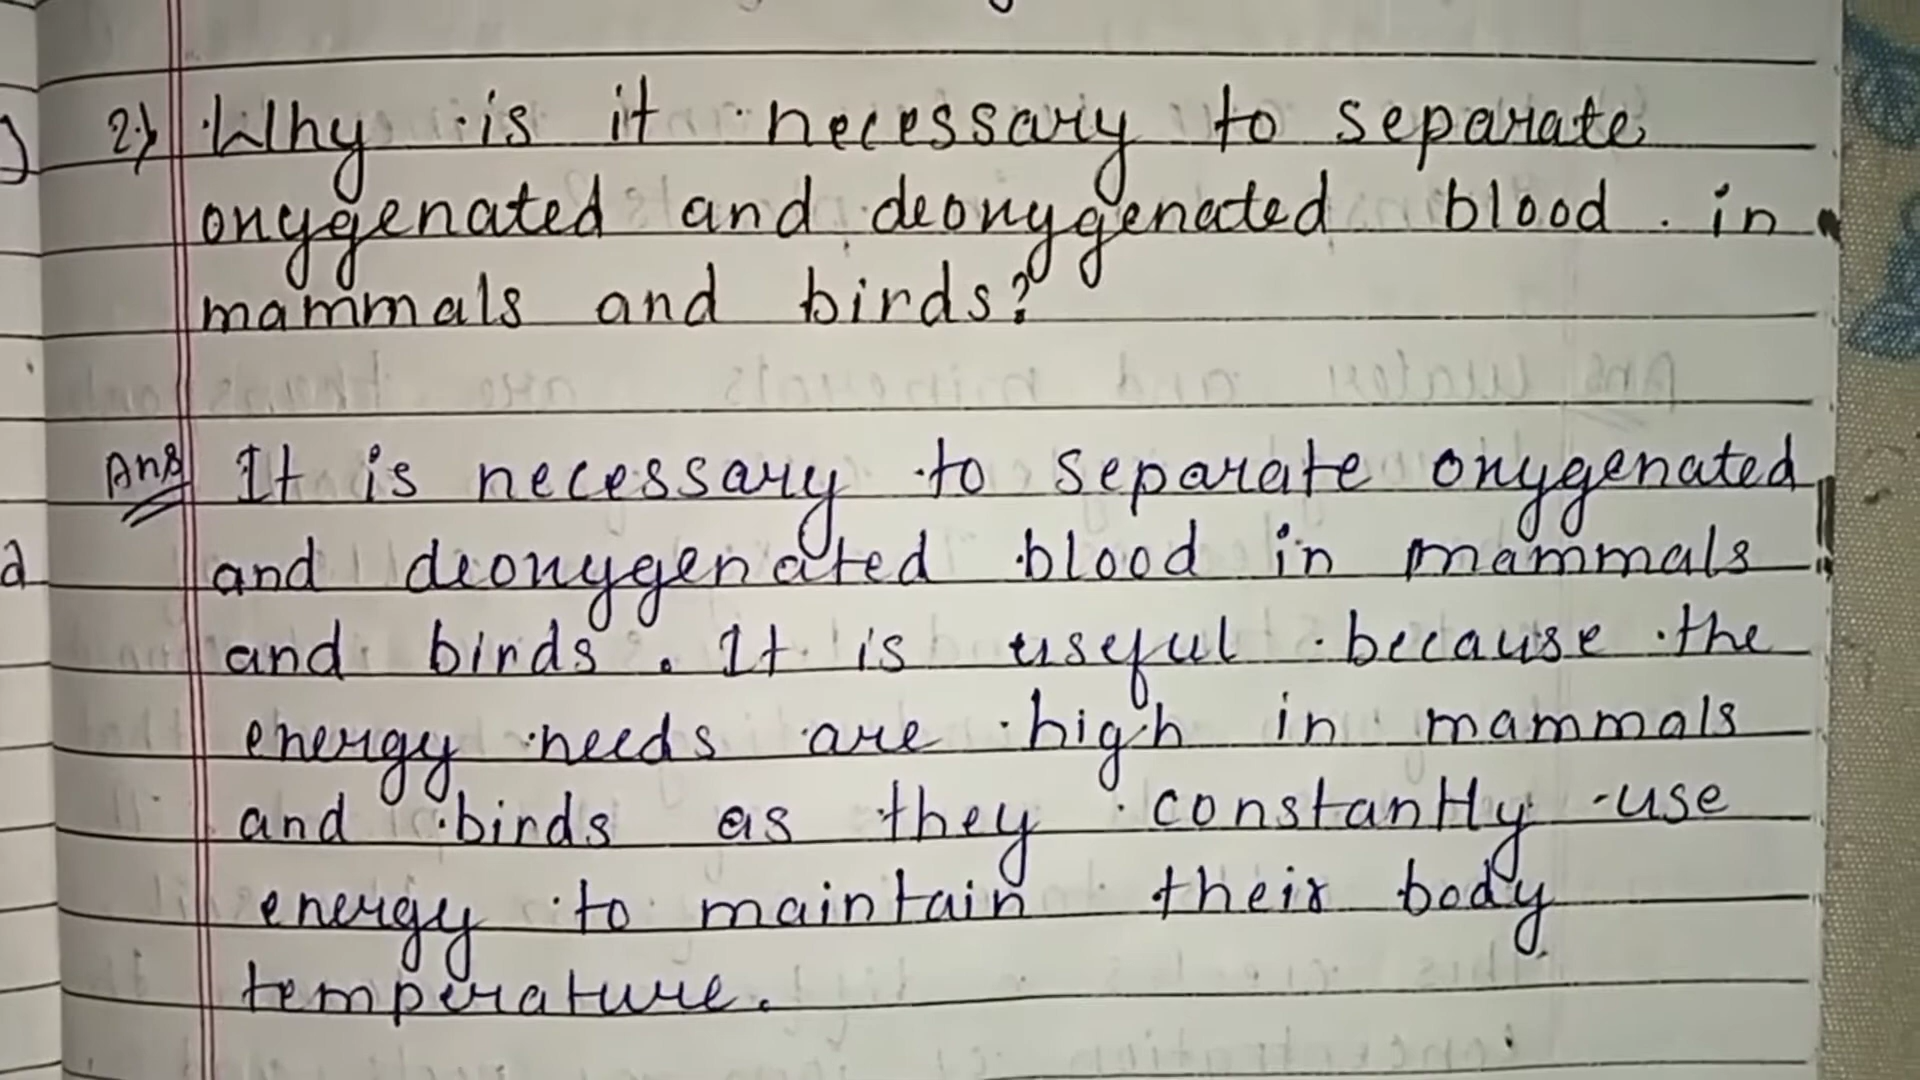 2) Why is it necessary to separate
oxygenated and deoxygenated blood in
mammals and birds?
Ans It is necessary to separate oxygenated
and deoxygenated blood in mammals
and birds. It is useful because the
energy needs are high in mammals
and birds as they constantly use
energy to maintain their body
temperature.